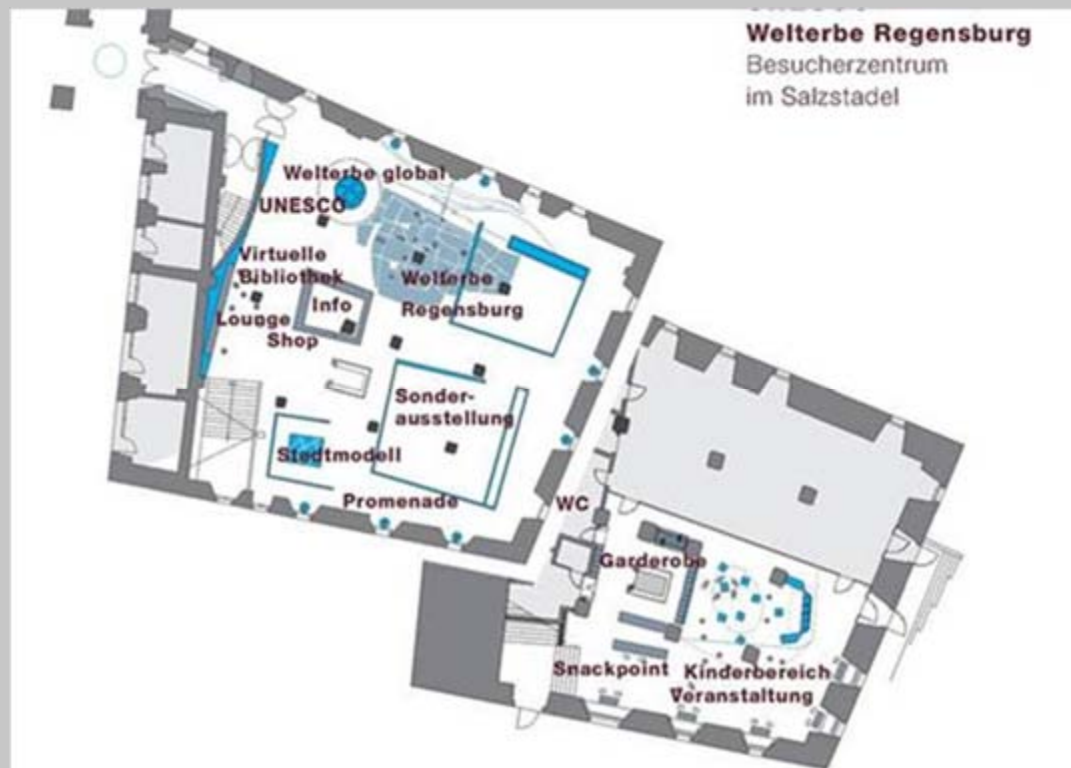 Welterbe Regensburg
Besucherzentrum
im Salzstadel
Welterbe global
UNESCO
Virtuelle
Bibliothek
Info
Welterbe
Regensburg
Lounge
Shop
Sonder-
ausstellung
Stadtmodell
Promenade
WC
Garderobe
Snackpoint
Kinderbereich
Veranstaltung